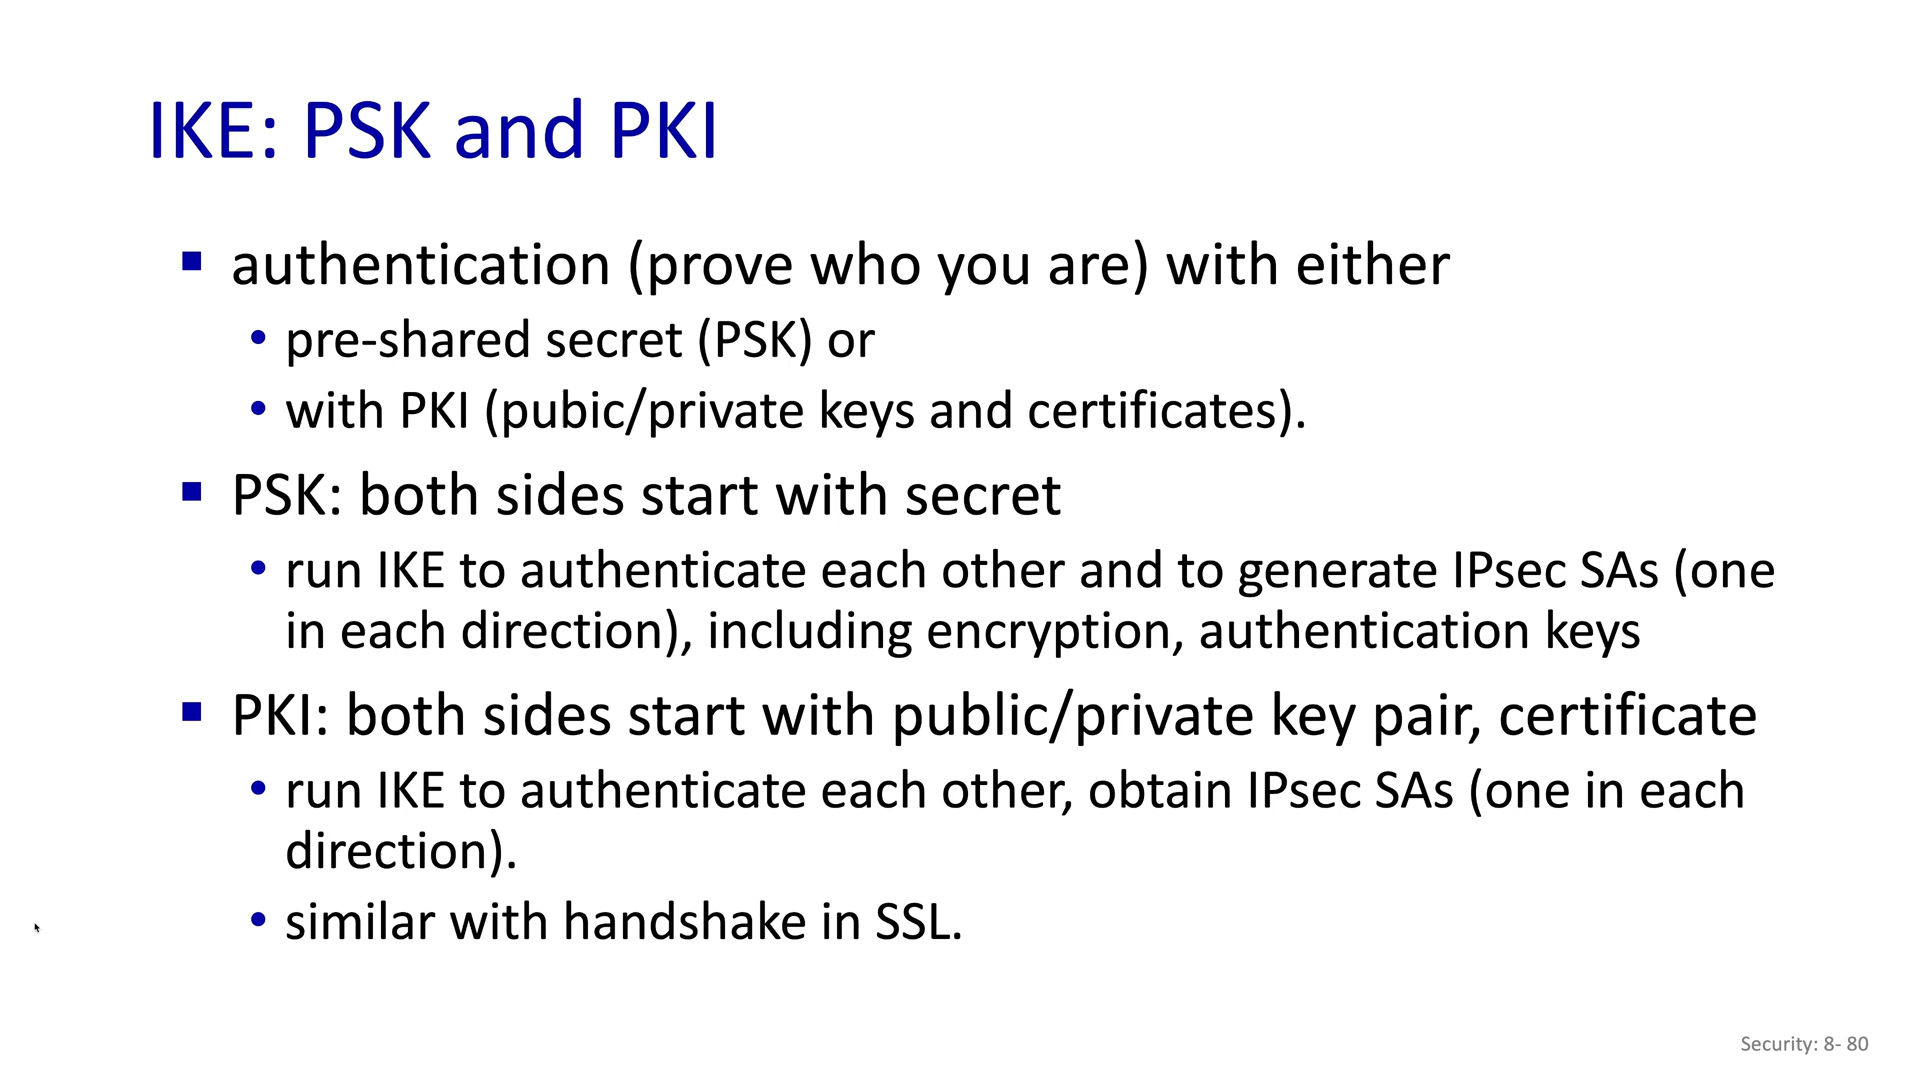 IKE: PSK and PKI
▪ authentication (prove who you are) with either
• pre-shared secret (PSK) or
• with PKI (pubic/private keys and certificates).
▪ PSK: both sides start with secret
• run IKE to authenticate each other and to generate IPsec SAs (one
in each direction), including encryption, authentication keys
▪ PKI: both sides start with public/private key pair, certificate
• run IKE to authenticate each other, obtain IPsec SAs (one in each
direction).
• similar with handshake in SSL.
Security: 8- 80